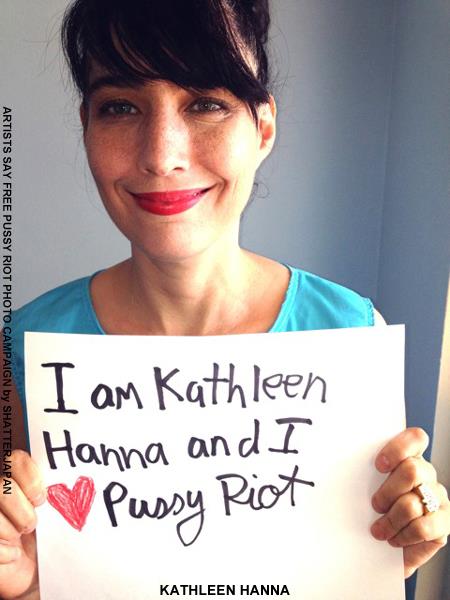 I am Kathleen
Hanna and I
♥ Pussy Riot
KATHLEEN HANNA
ARTISTS SAY FREE PUSSY RIOT PHOTO CAMPAIGN by SHATTERJAPAN